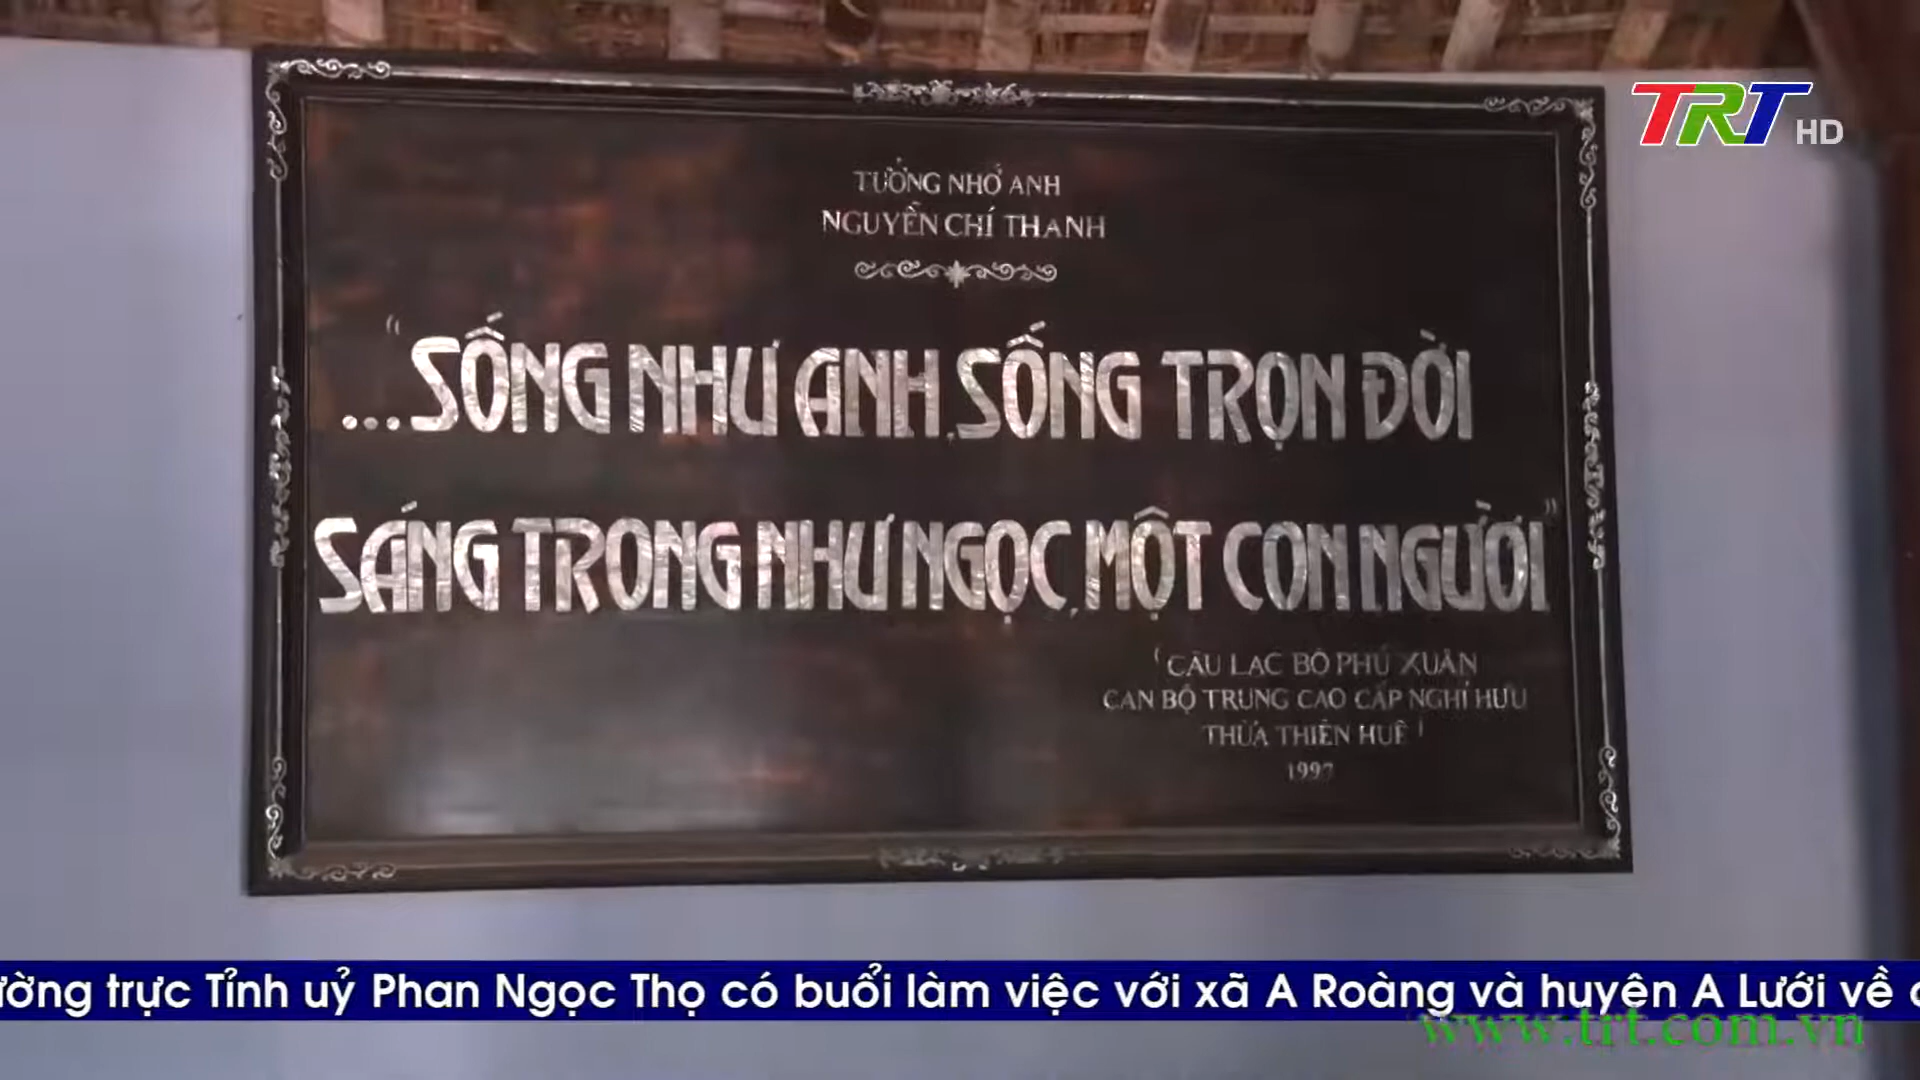 TRT HD
TƯỞNG NHỚ ANH
NGUYỄN CHÍ THANH
"...SỐNG NHƯ ANH, SỐNG TRỌN ĐỜI
SÁNG TRONG NHƯ NGỌC, MỘT CON NGƯỜI"
(CÂU LẠC BỘ PHÚ XUÂN
CÁN BỘ TRUNG CAO CẤP NGHỈ HƯU
THỪA THIÊN HUẾ)
1997
ường trực Tỉnh uỷ Phan Ngọc Thọ có buổi làm việc với xã A Roàng và huyện A Lưới về
www.trt.com.vn